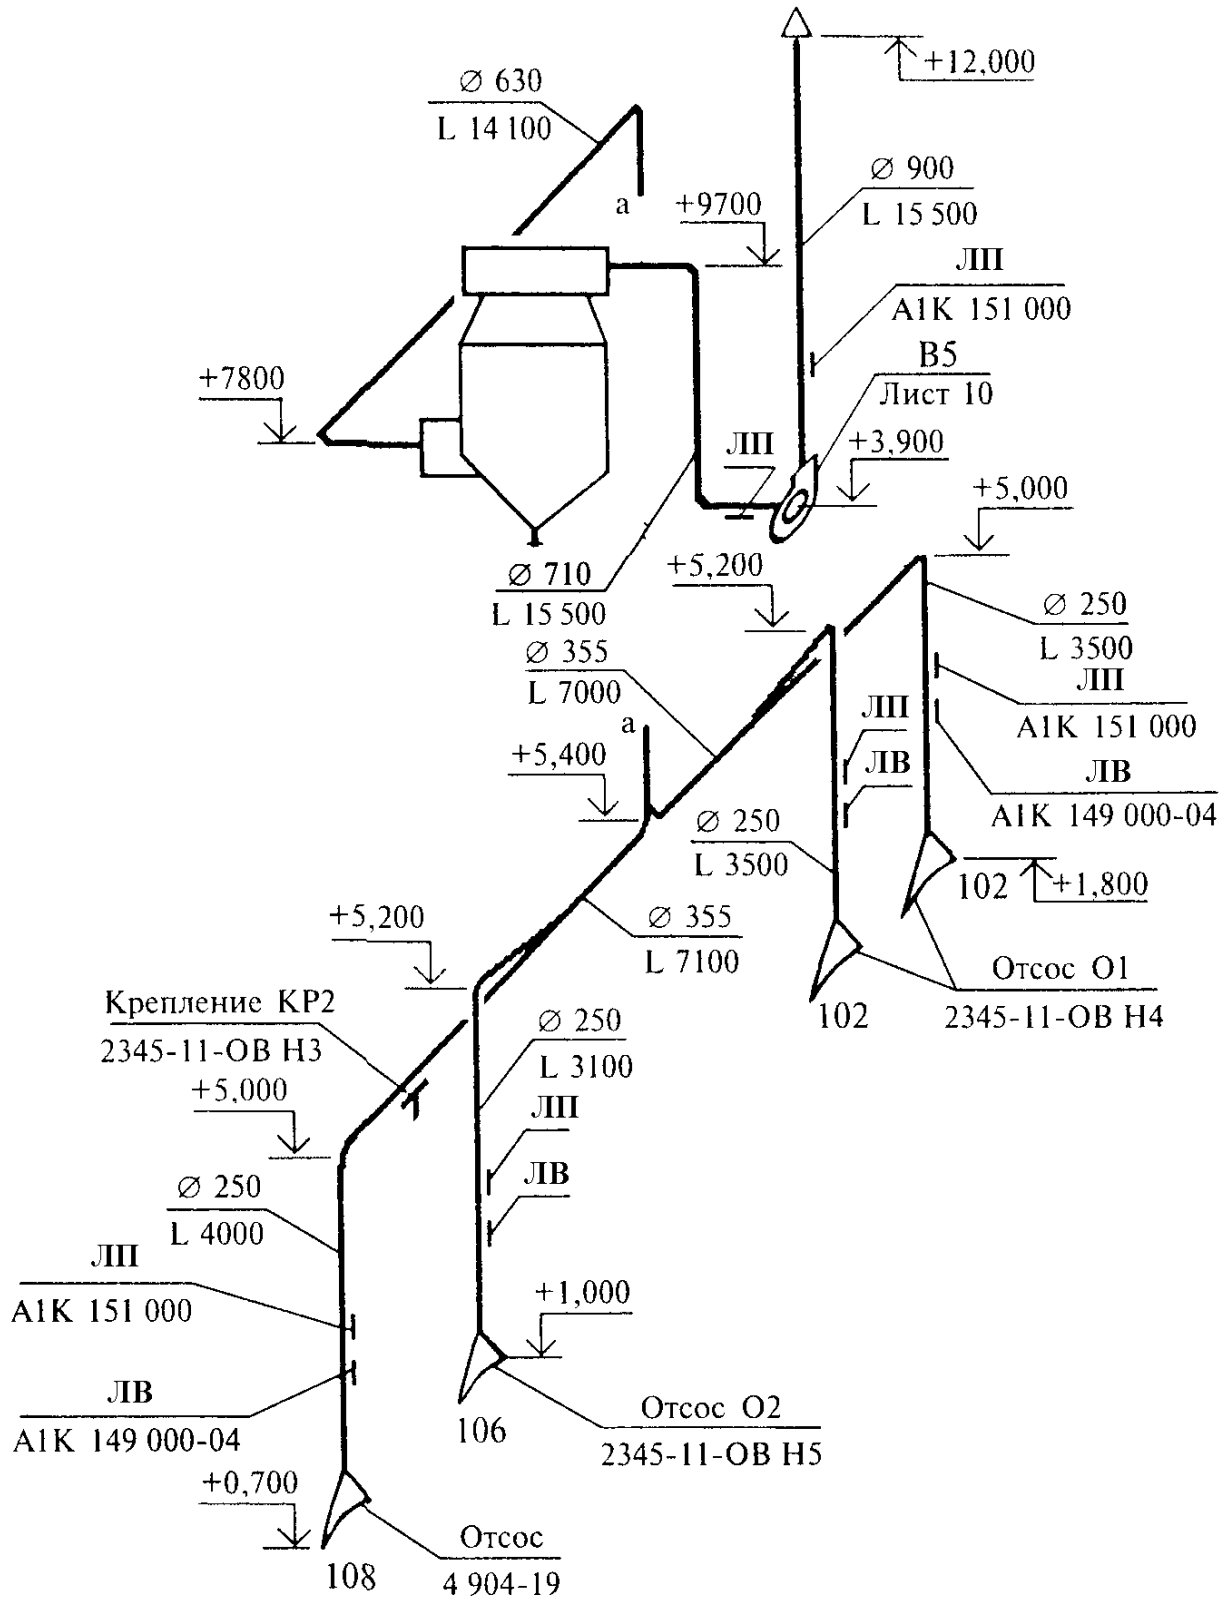 +12,000
∅ 630
L 14 100
a
∅ 900
L 15 500
+9700
ЛП
А1К 151 000
В5
Лист 10
+7800
ЛП
+3,900
+5,000
∅ 710
L 15 500
+5,200
∅ 250
L 3500
∅ 355
L 7000
ЛП
А1К 151 000
a
ЛП
ЛВ
ЛВ
А1К 149 000-04
+5,400
∅ 250
L 3500
102
+1,800
+5,200
∅ 355
L 7100
Отсос О1
2345-11-ОВ Н4
102
Крепление КР2
2345-11-ОВ Н3
∅ 250
L 3100
+5,000
ЛП
ЛВ
∅ 250
L 4000
ЛП
А1К 151 000
+1,000
ЛВ
А1К 149 000-04
106
Отсос О2
2345-11-ОВ Н5
+0,700
108
Отсос
4 904-19